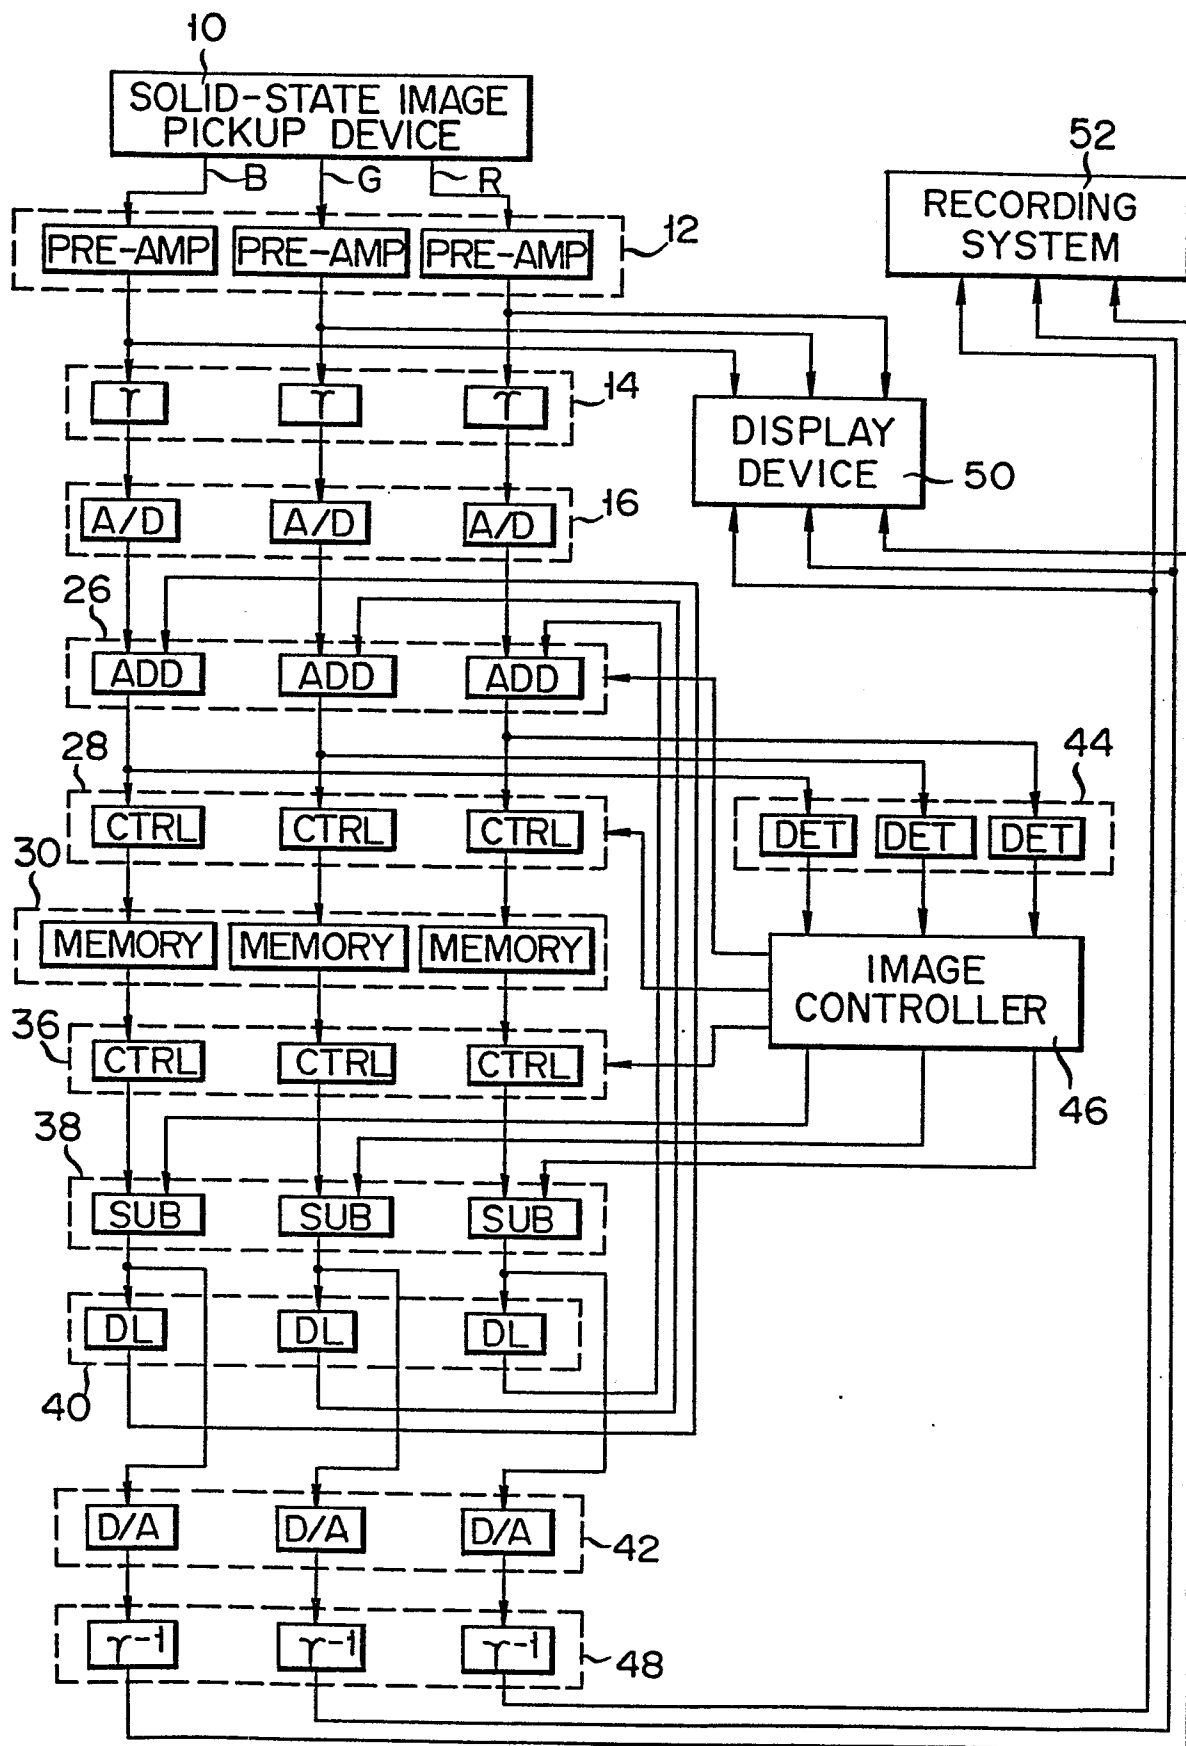 10
SOLID-STATE IMAGE
PICKUP DEVICE
B G R
52
RECORDING
SYSTEM
PRE-AMP PRE-AMP PRE-AMP 12
γ γ γ 14
DISPLAY
DEVICE 50
A/D A/D A/D 16
26
ADD ADD ADD
28
44
CTRL CTRL CTRL
DET DET DET
30
MEMORY MEMORY MEMORY
IMAGE
CONTROLLER
36
CTRL CTRL CTRL
46
38
SUB SUB SUB
DL DL DL
40
D/A D/A D/A 42
γ-1 γ-1 γ-1 48